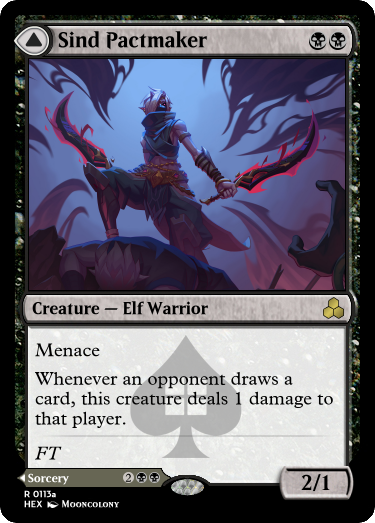 Sind Pactmaker
Creature — Elf Warrior
Menace
Whenever an opponent draws a
card, this creature deals 1 damage to
that player.
FT
Sorcery 2
2/1
R 0113a
HEX Mooncolony